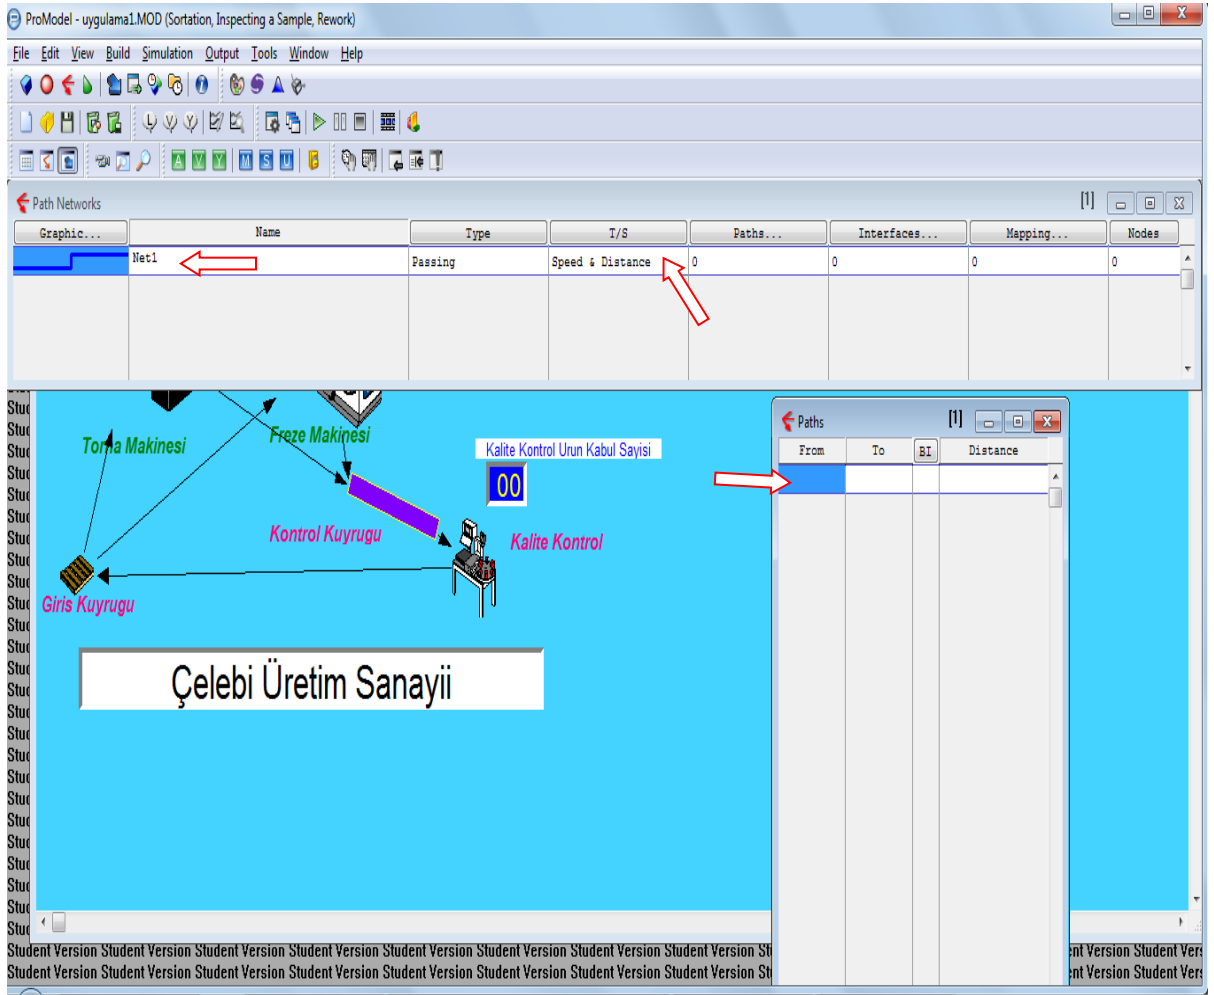 ProModel - uygulama1.MOD (Sortation, Inspecting a Sample, Rework)
File Edit View Build Simulation Output Tools Window Help
Path Networks [1]
Graphic... Name Type T/S Paths... Interfaces... Mapping... Nodes
Net1 Passing Speed & Distance 0 0 0 0
Torna Makinesi
Freze Makinesi
Kalite Kontrol Urun Kabul Sayisi
00
Kontrol Kuyrugu
Kalite Kontrol
Giris Kuyrugu
Çelebi Üretim Sanayii
Paths [1]
From To BI Distance
Student Version Student Version Student Version Student Version Student Version Student Version Student Version
Student Version Student Version Student Version Student Version Student Version Student Version Student Version